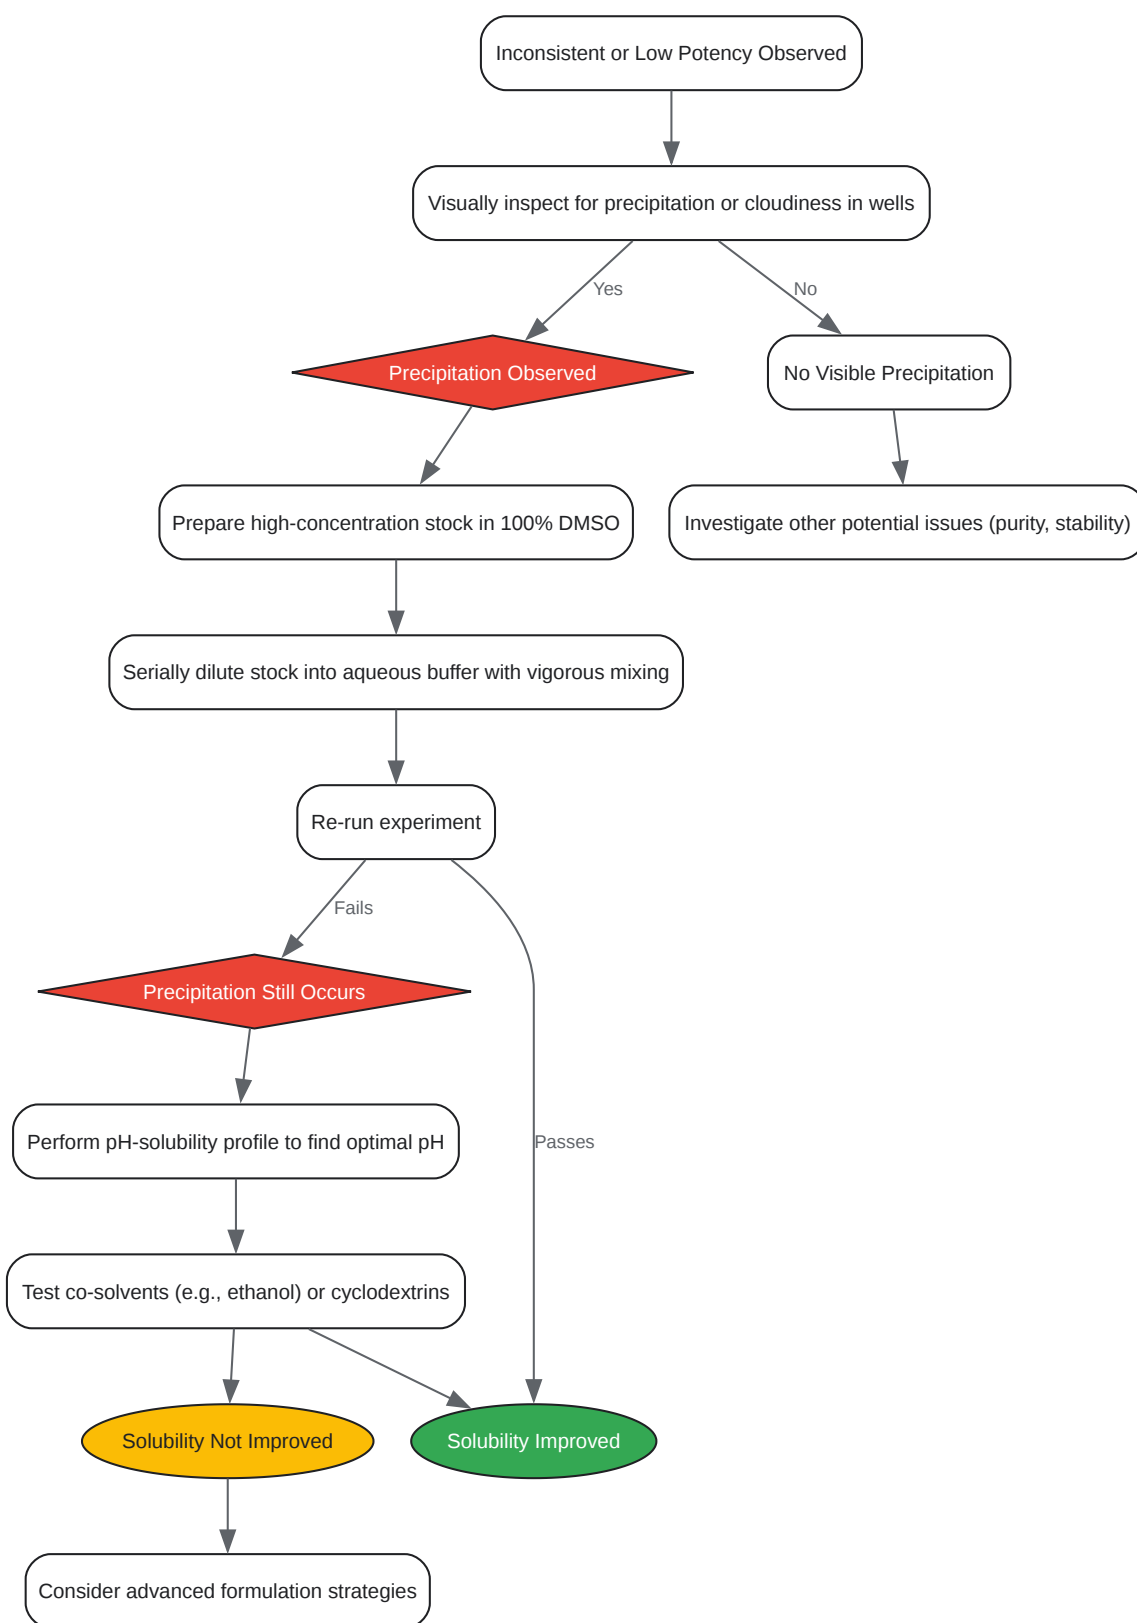 Inconsistent or Low Potency Observed
Visually inspect for precipitation or cloudiness in wells
Yes
No
Precipitation Observed
No Visible Precipitation
Prepare high-concentration stock in 100% DMSO
Investigate other potential issues (purity, stability)
Serially dilute stock into aqueous buffer with vigorous mixing
Re-run experiment
Fails
Precipitation Still Occurs
Perform pH-solubility profile to find optimal pH
Passes
Test co-solvents (e.g., ethanol) or cyclodextrins
Solubility Not Improved
Solubility Improved
Consider advanced formulation strategies